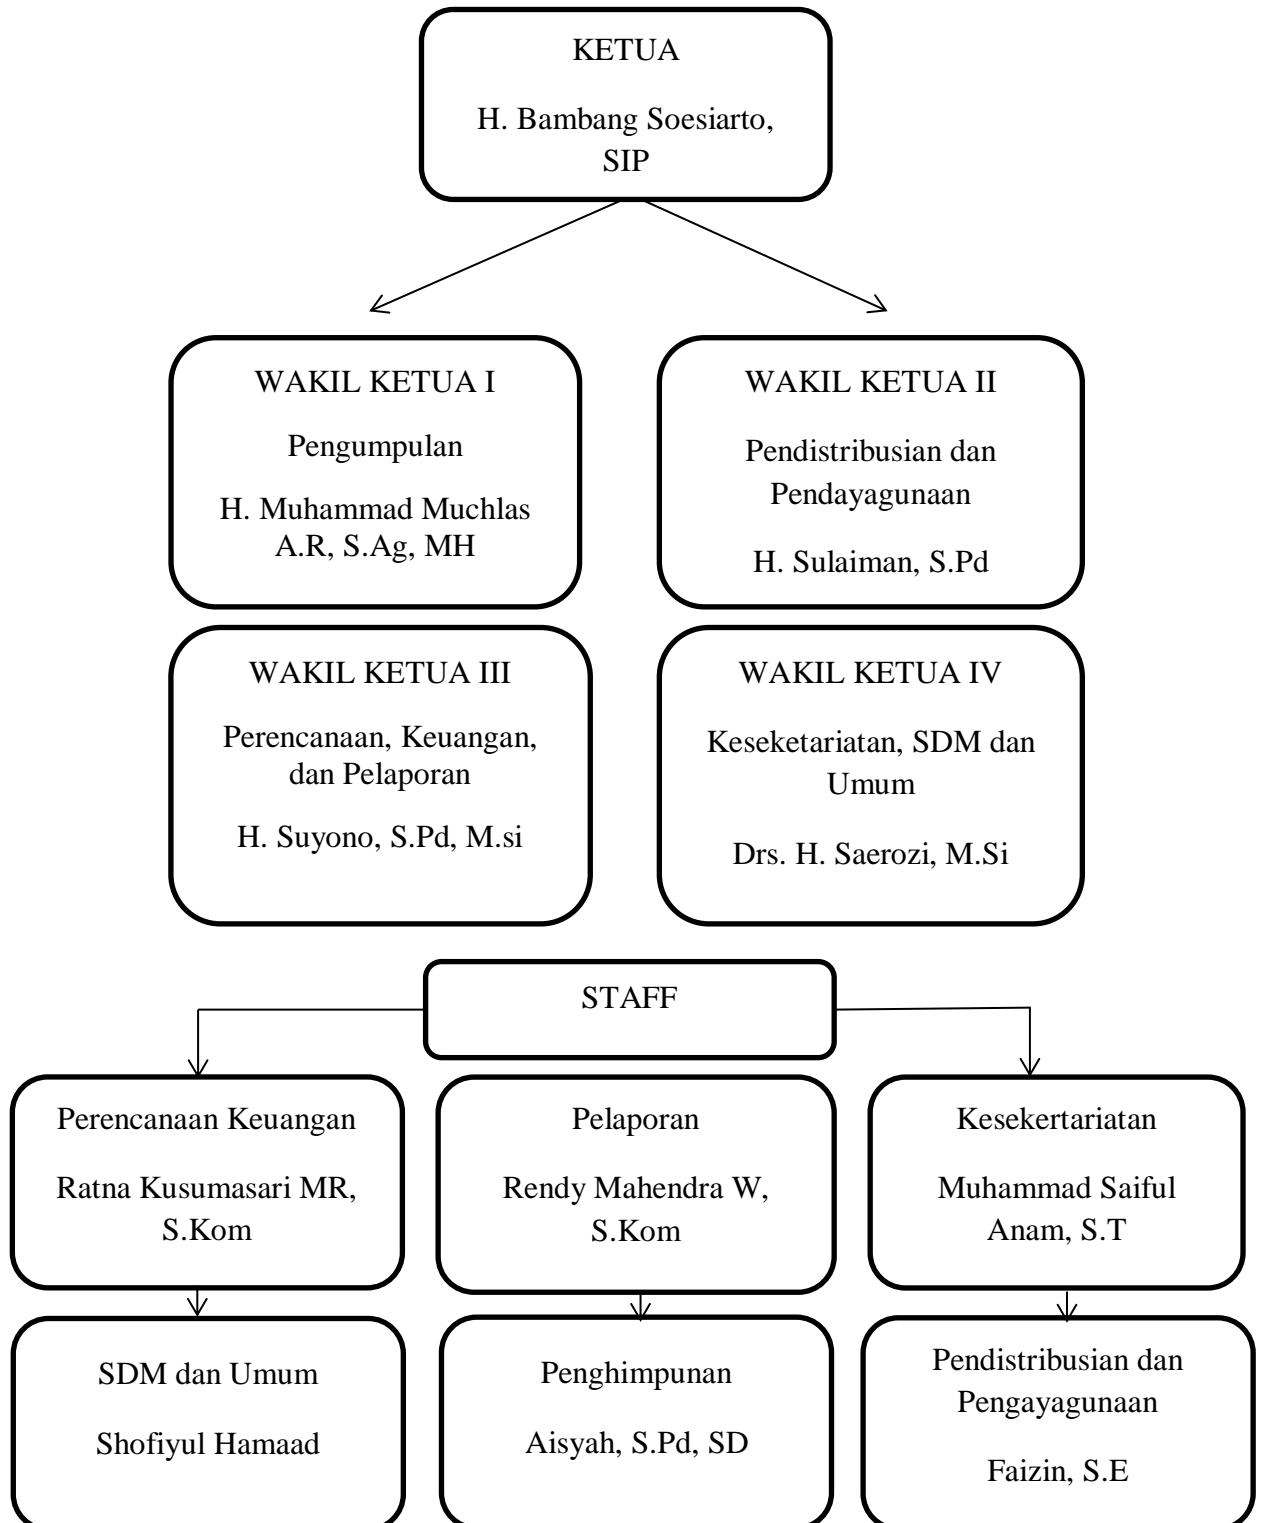 KETUA
H. Bambang Soesiarto,
SIP
WAKIL KETUA I
Pengumpulan
H. Muhammad Muchlas
A.R, S.Ag, MH
WAKIL KETUA II
Pendistribusian dan
Pendayagunaan
H. Sulaiman, S.Pd
WAKIL KETUA III
Perencanaan, Keuangan,
dan Pelaporan
H. Suyono, S.Pd, M.si
WAKIL KETUA IV
Keseketariatan, SDM dan
Umum
Drs. H. Saerozi, M.Si
STAFF
Perencanaan Keuangan
Ratna Kusumasari MR,
S.Kom
Pelaporan
Rendy Mahendra W,
S.Kom
Kesekertariatan
Muhammad Saiful
Anam, S.T
SDM dan Umum
Shofiyul Hamaad
Penghimpunan
Aisyah, S.Pd, SD
Pendistribusian dan
Pengayagunaan
Faizin, S.E